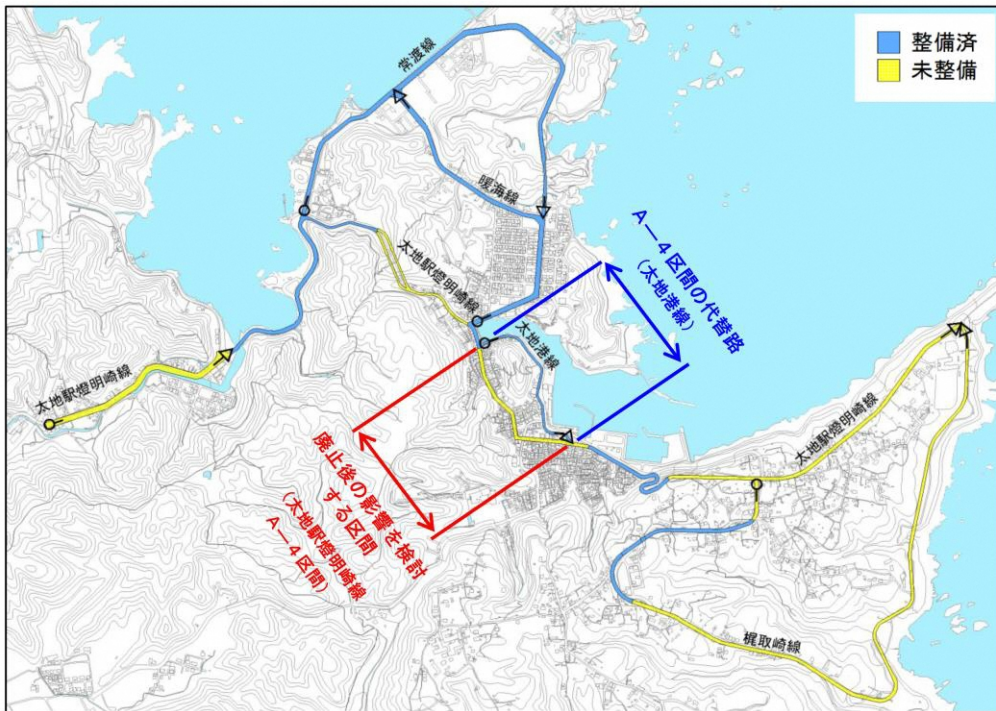 整備済
未整備
常渡線
暖海線
太地駅燈明崎線
太地港線
A―4区間の代替路
(太地港線)
太地駅燈明崎線
太地駅燈明崎線
廃止後の影響を検討
する区間
(太地駅燈明崎線
A―4区間)
梶取崎線